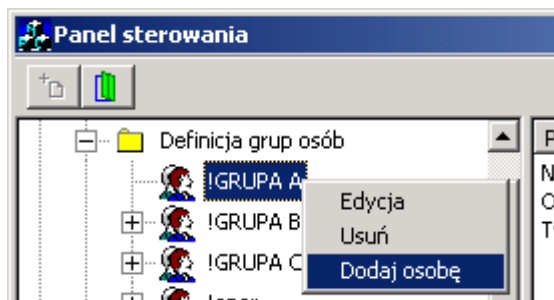 Panel sterowania
Definicja grup osób
!GRUPA A
!GRUPA B
!GRUPA C
Edycja
Usuń
Dodaj osobę